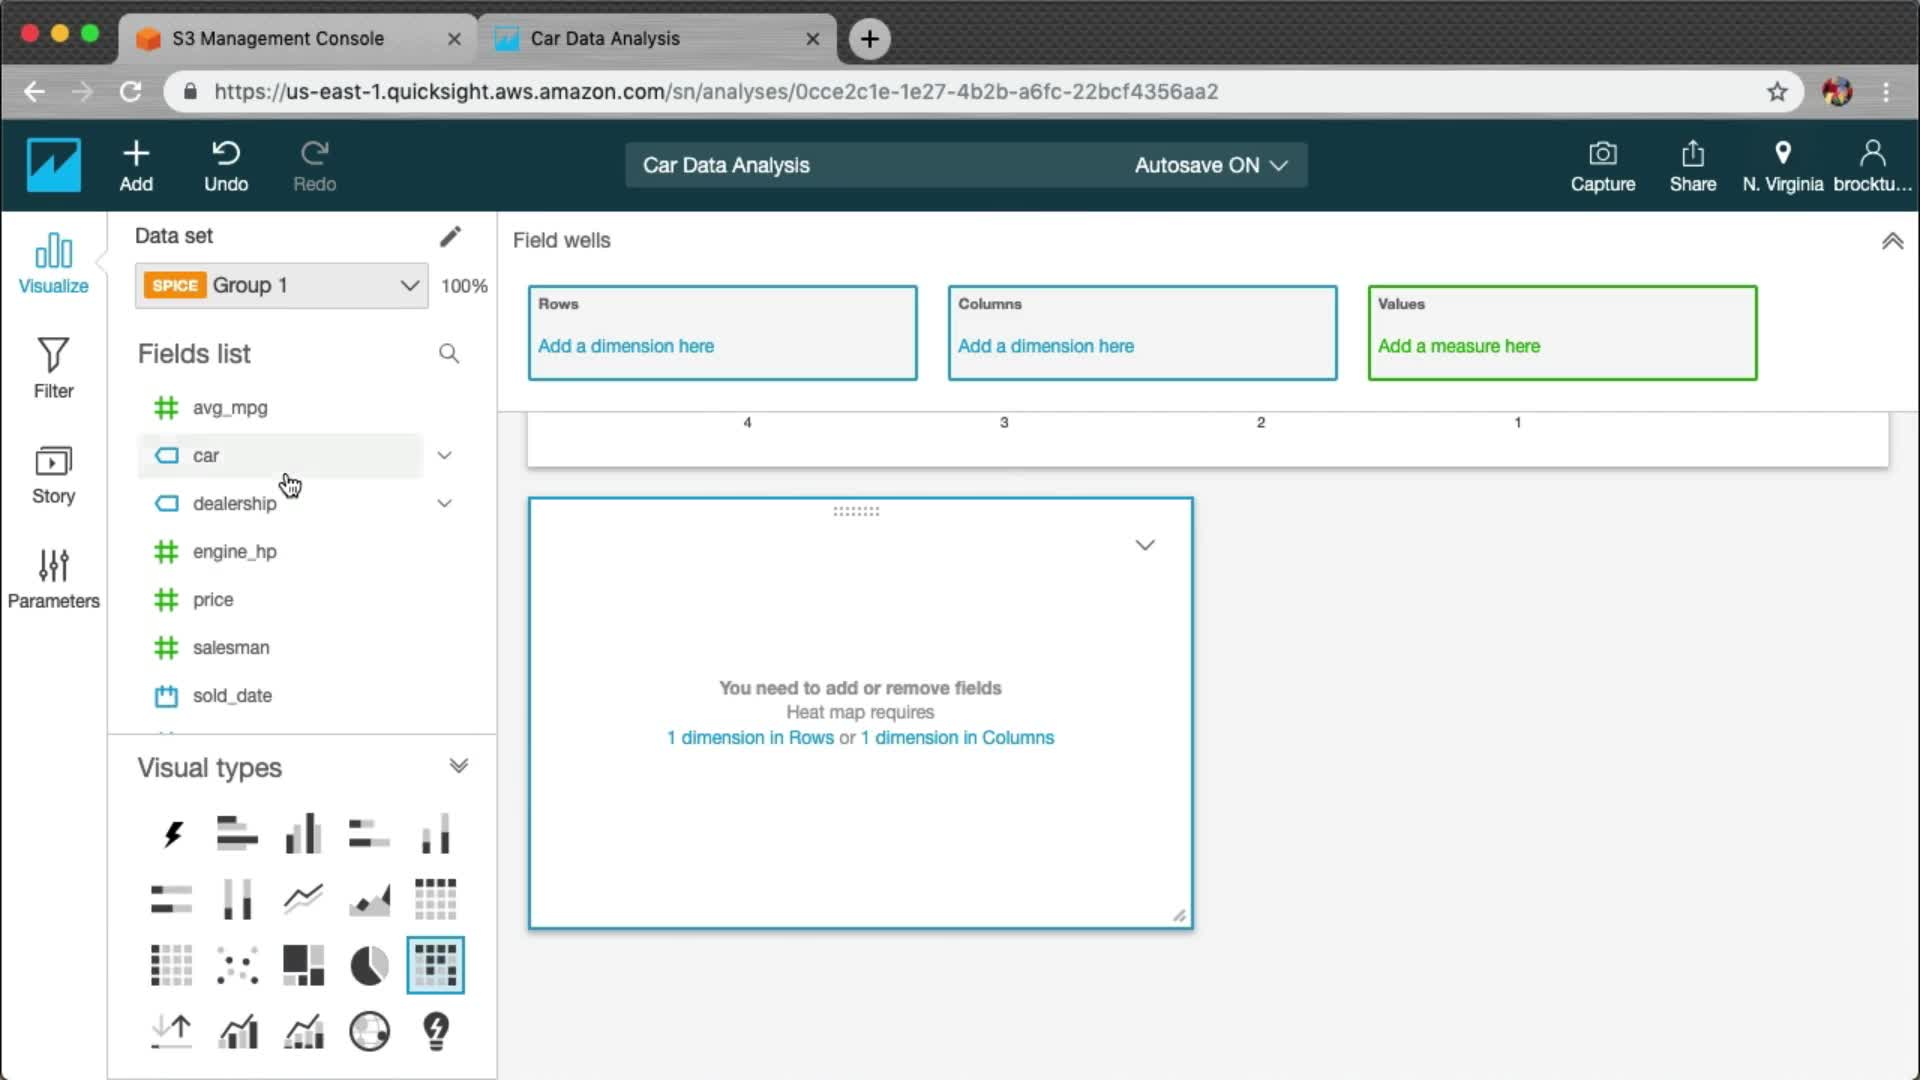 S3 Management Console
Car Data Analysis
https://us-east-1.quicksight.aws.amazon.com/sn/analyses/0cce2c1e-1e27-4b2b-a6fc-22bcf4356aa2
Add
Undo
Redo
Car Data Analysis
Autosave ON
Capture
Share
N. Virginia
brocktu...
Visualize
Filter
Story
Parameters
Data set
SPICE Group 1
100%
Fields list
avg_mpg
car
dealership
engine_hp
price
salesman
sold_date
Visual types
Field wells
Rows
Add a dimension here
Columns
Add a dimension here
Values
Add a measure here
4 3 2 1
You need to add or remove fields
Heat map requires
1 dimension in Rows or 1 dimension in Columns